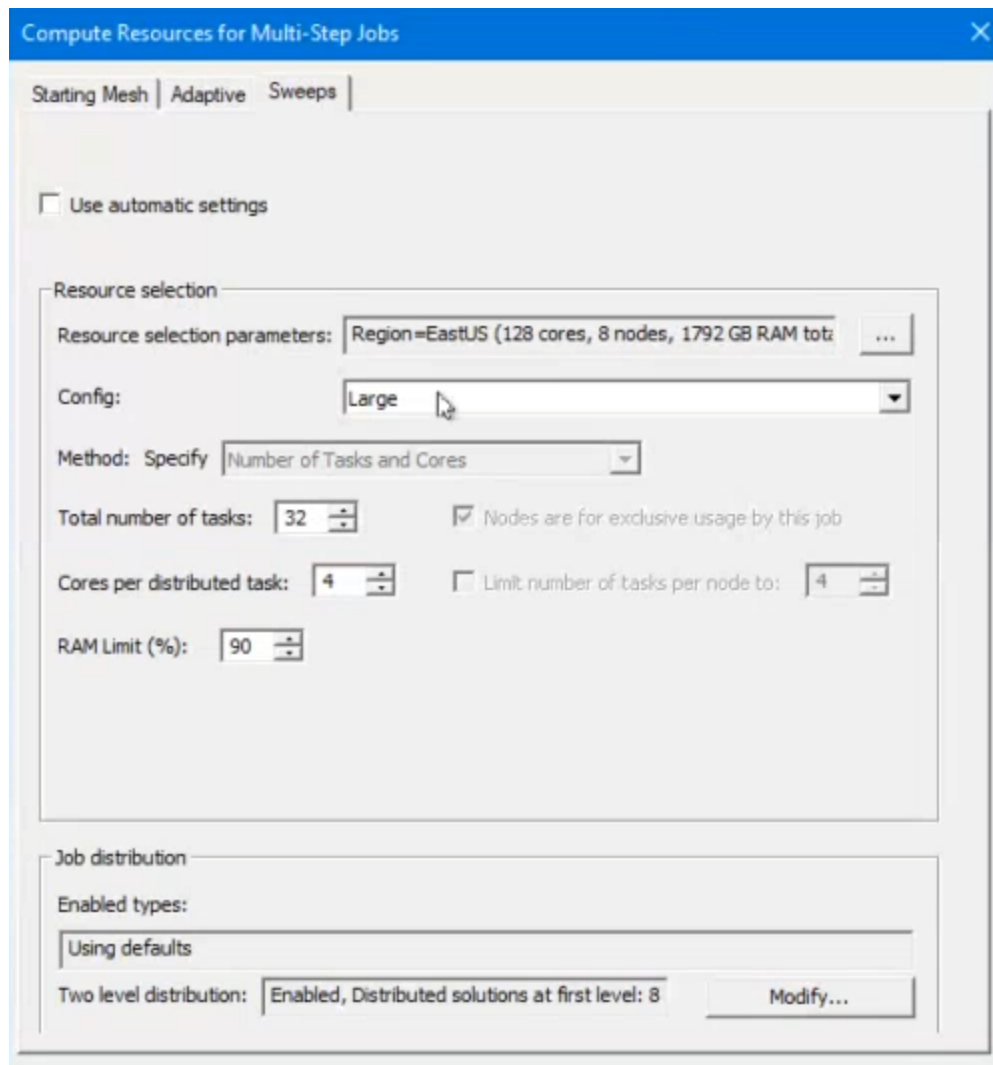 Compute Resources for Multi-Step Jobs
Starting Mesh Adaptive Sweeps
Use automatic settings
Resource selection
Resource selection parameters: Region=EastUS (128 cores, 8 nodes, 1792 GB RAM tota ...
Config: Large
Method: Specify Number of Tasks and Cores
Total number of tasks: 32 Nodes are for exclusive usage by this job
Cores per distributed task: 4 Limit number of tasks per node to: 4
RAM Limit (%): 90
Job distribution
Enabled types:
Using defaults
Two level distribution: Enabled, Distributed solutions at first level: 8 Modify...